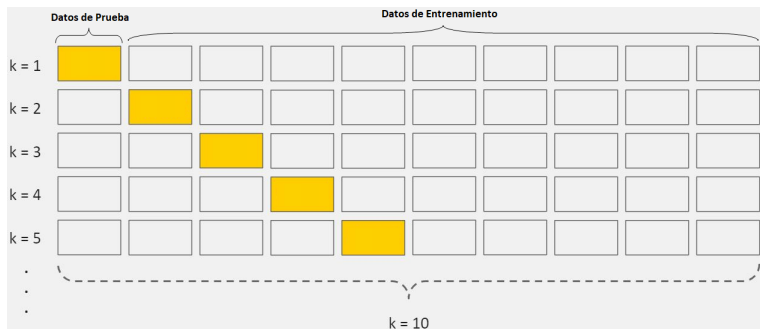 Datos de Prueba
Datos de Entrenamiento
k = 1
k = 2
k = 3
k = 4
k = 5
.
.
.
k = 10